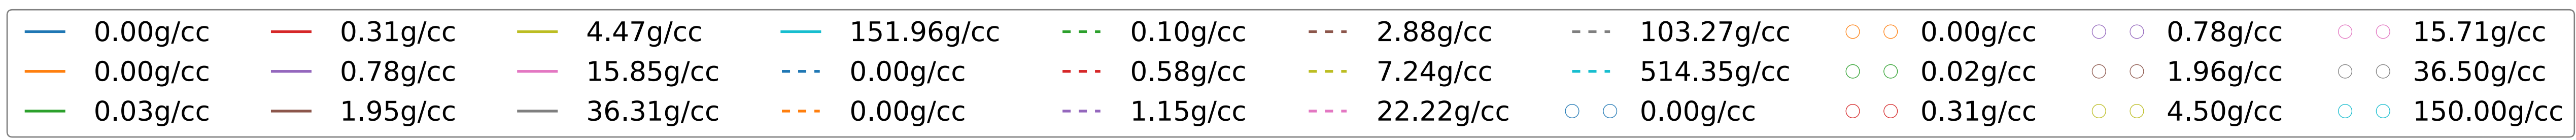 0.00g/cc 0.31g/cc 4.47g/cc 151.96g/cc 0.10g/cc 2.88g/cc 103.27g/cc 0.00g/cc 0.78g/cc 15.71g/cc
0.00g/cc 0.78g/cc 15.85g/cc 0.00g/cc 0.58g/cc 7.24g/cc 514.35g/cc 0.02g/cc 1.96g/cc 36.50g/cc
0.03g/cc 1.95g/cc 36.31g/cc 0.00g/cc 1.15g/cc 22.22g/cc 0.00g/cc 0.31g/cc 4.50g/cc 150.00g/cc